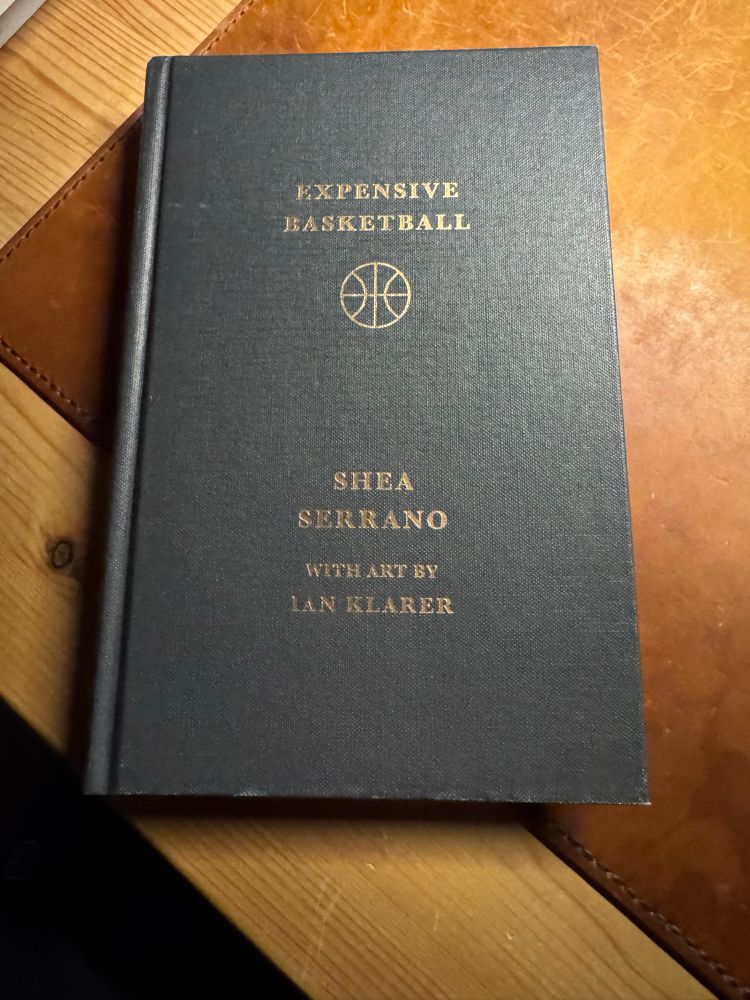 EXPENSIVE
BASKETBALL
SHEA
SERRANO
WITH ART BY
IAN KLARER